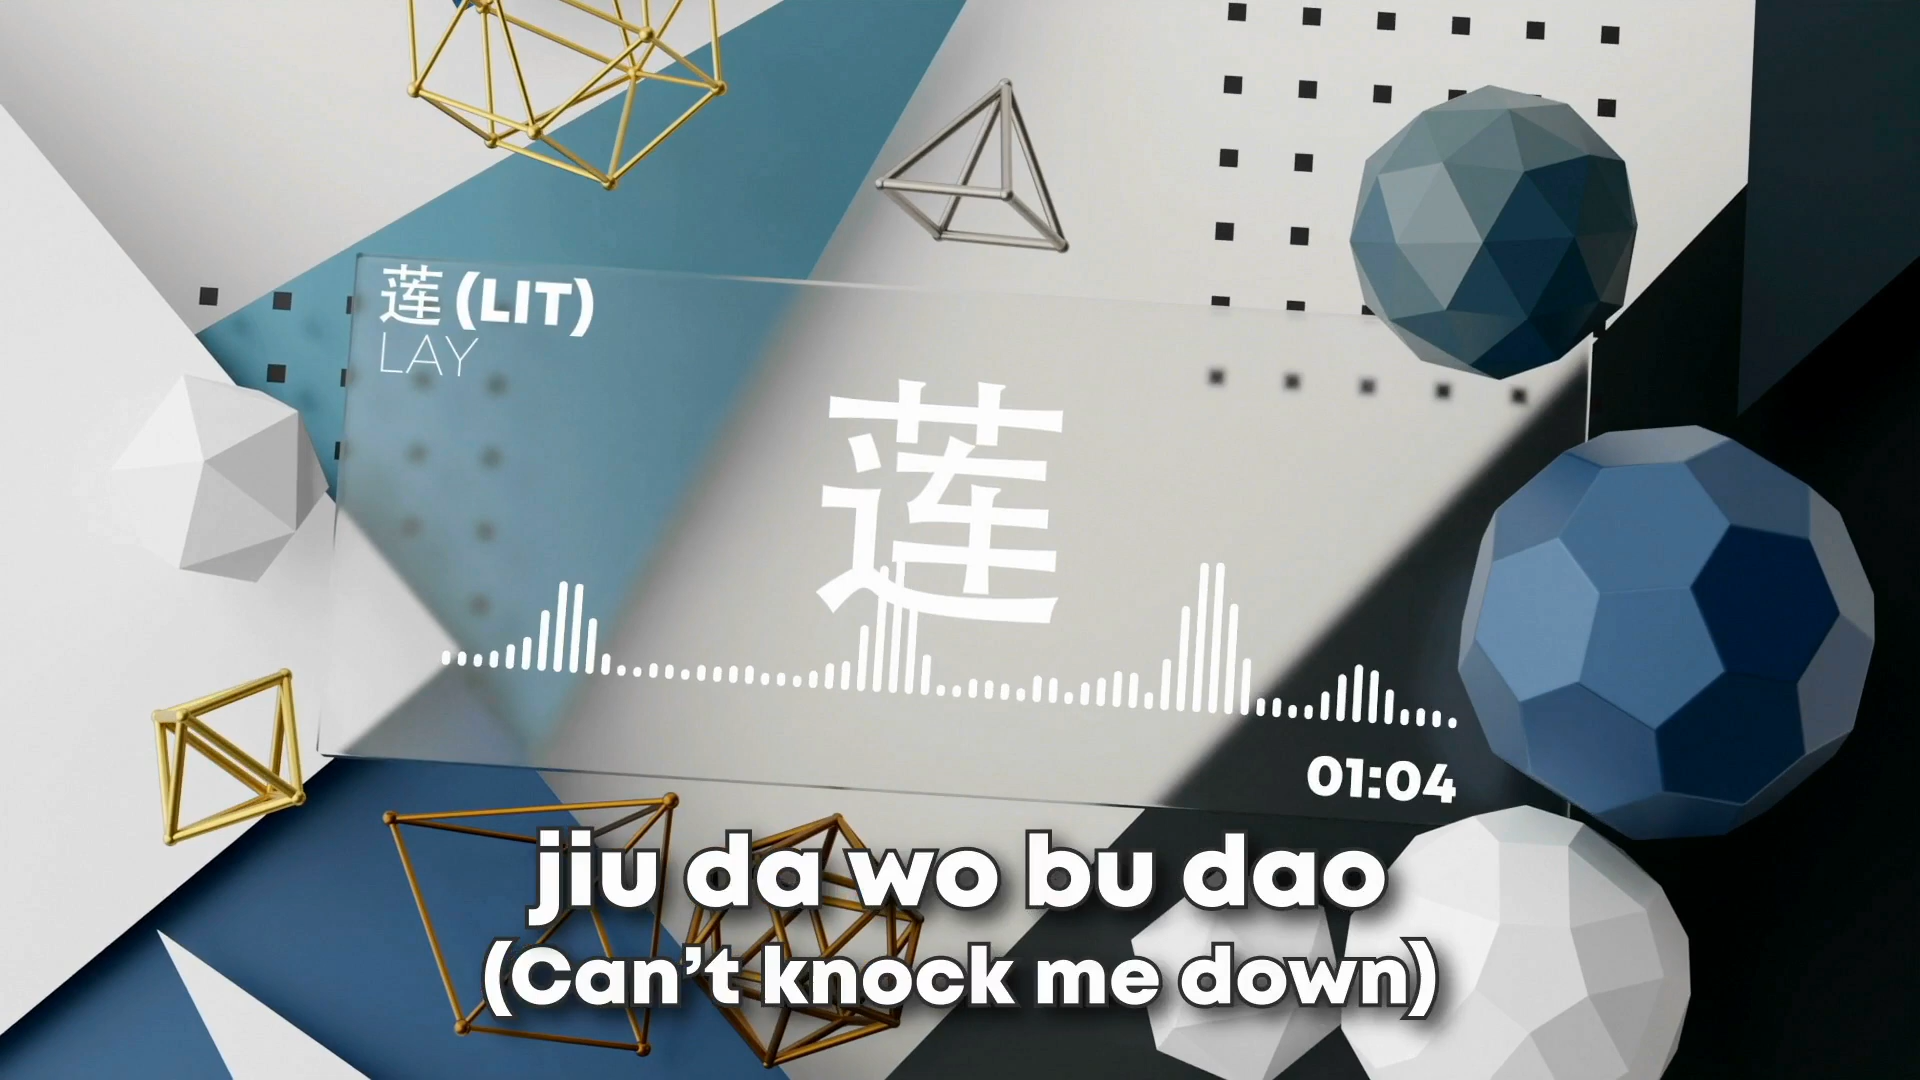 莲 (LIT)
LAY
莲
01:04
jiu da wo bu dao
(Can't knock me down)